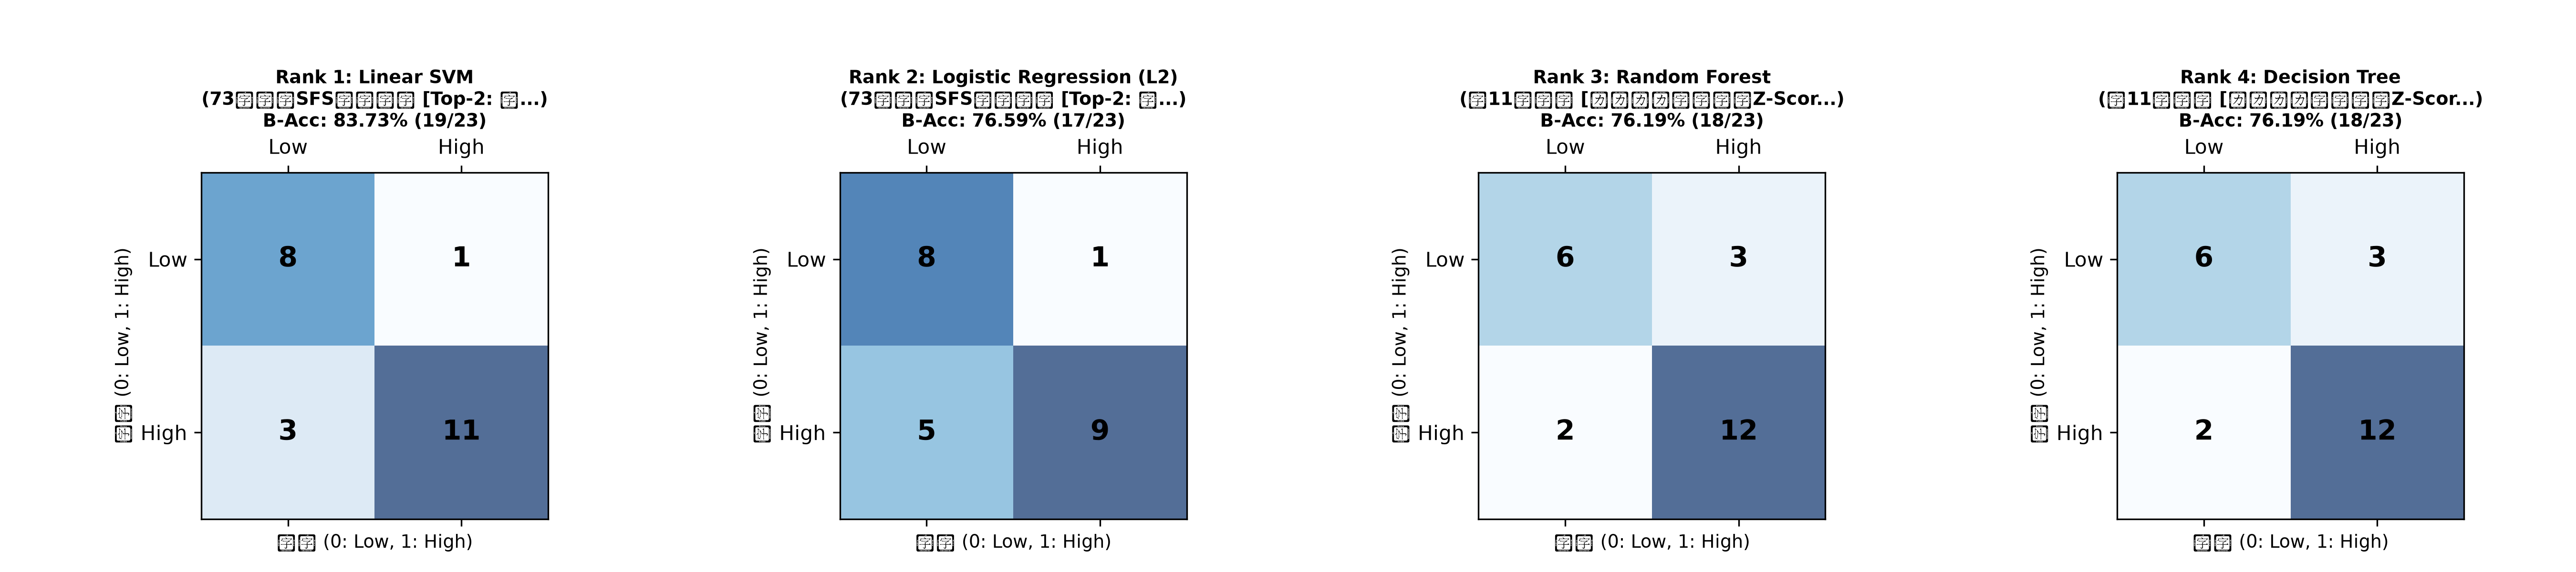 Rank 1: Linear SVM
(73 SFS [Top-2: ...)
B-Acc: 83.73% (19/23)
Low High
(0: Low, 1: High)
Low 8 1
High 3 11
(0: Low, 1: High)
Rank 2: Logistic Regression (L2)
(73 SFS [Top-2: ...)
B-Acc: 76.59% (17/23)
Low High
(0: Low, 1: High)
Low 8 1
High 5 9
(0: Low, 1: High)
Rank 3: Random Forest
(11 [Z-Scor...)
B-Acc: 76.19% (18/23)
Low High
(0: Low, 1: High)
Low 6 3
High 2 12
(0: Low, 1: High)
Rank 4: Decision Tree
(11 [Z-Scor...)
B-Acc: 76.19% (18/23)
Low High
(0: Low, 1: High)
Low 6 3
High 2 12
(0: Low, 1: High)